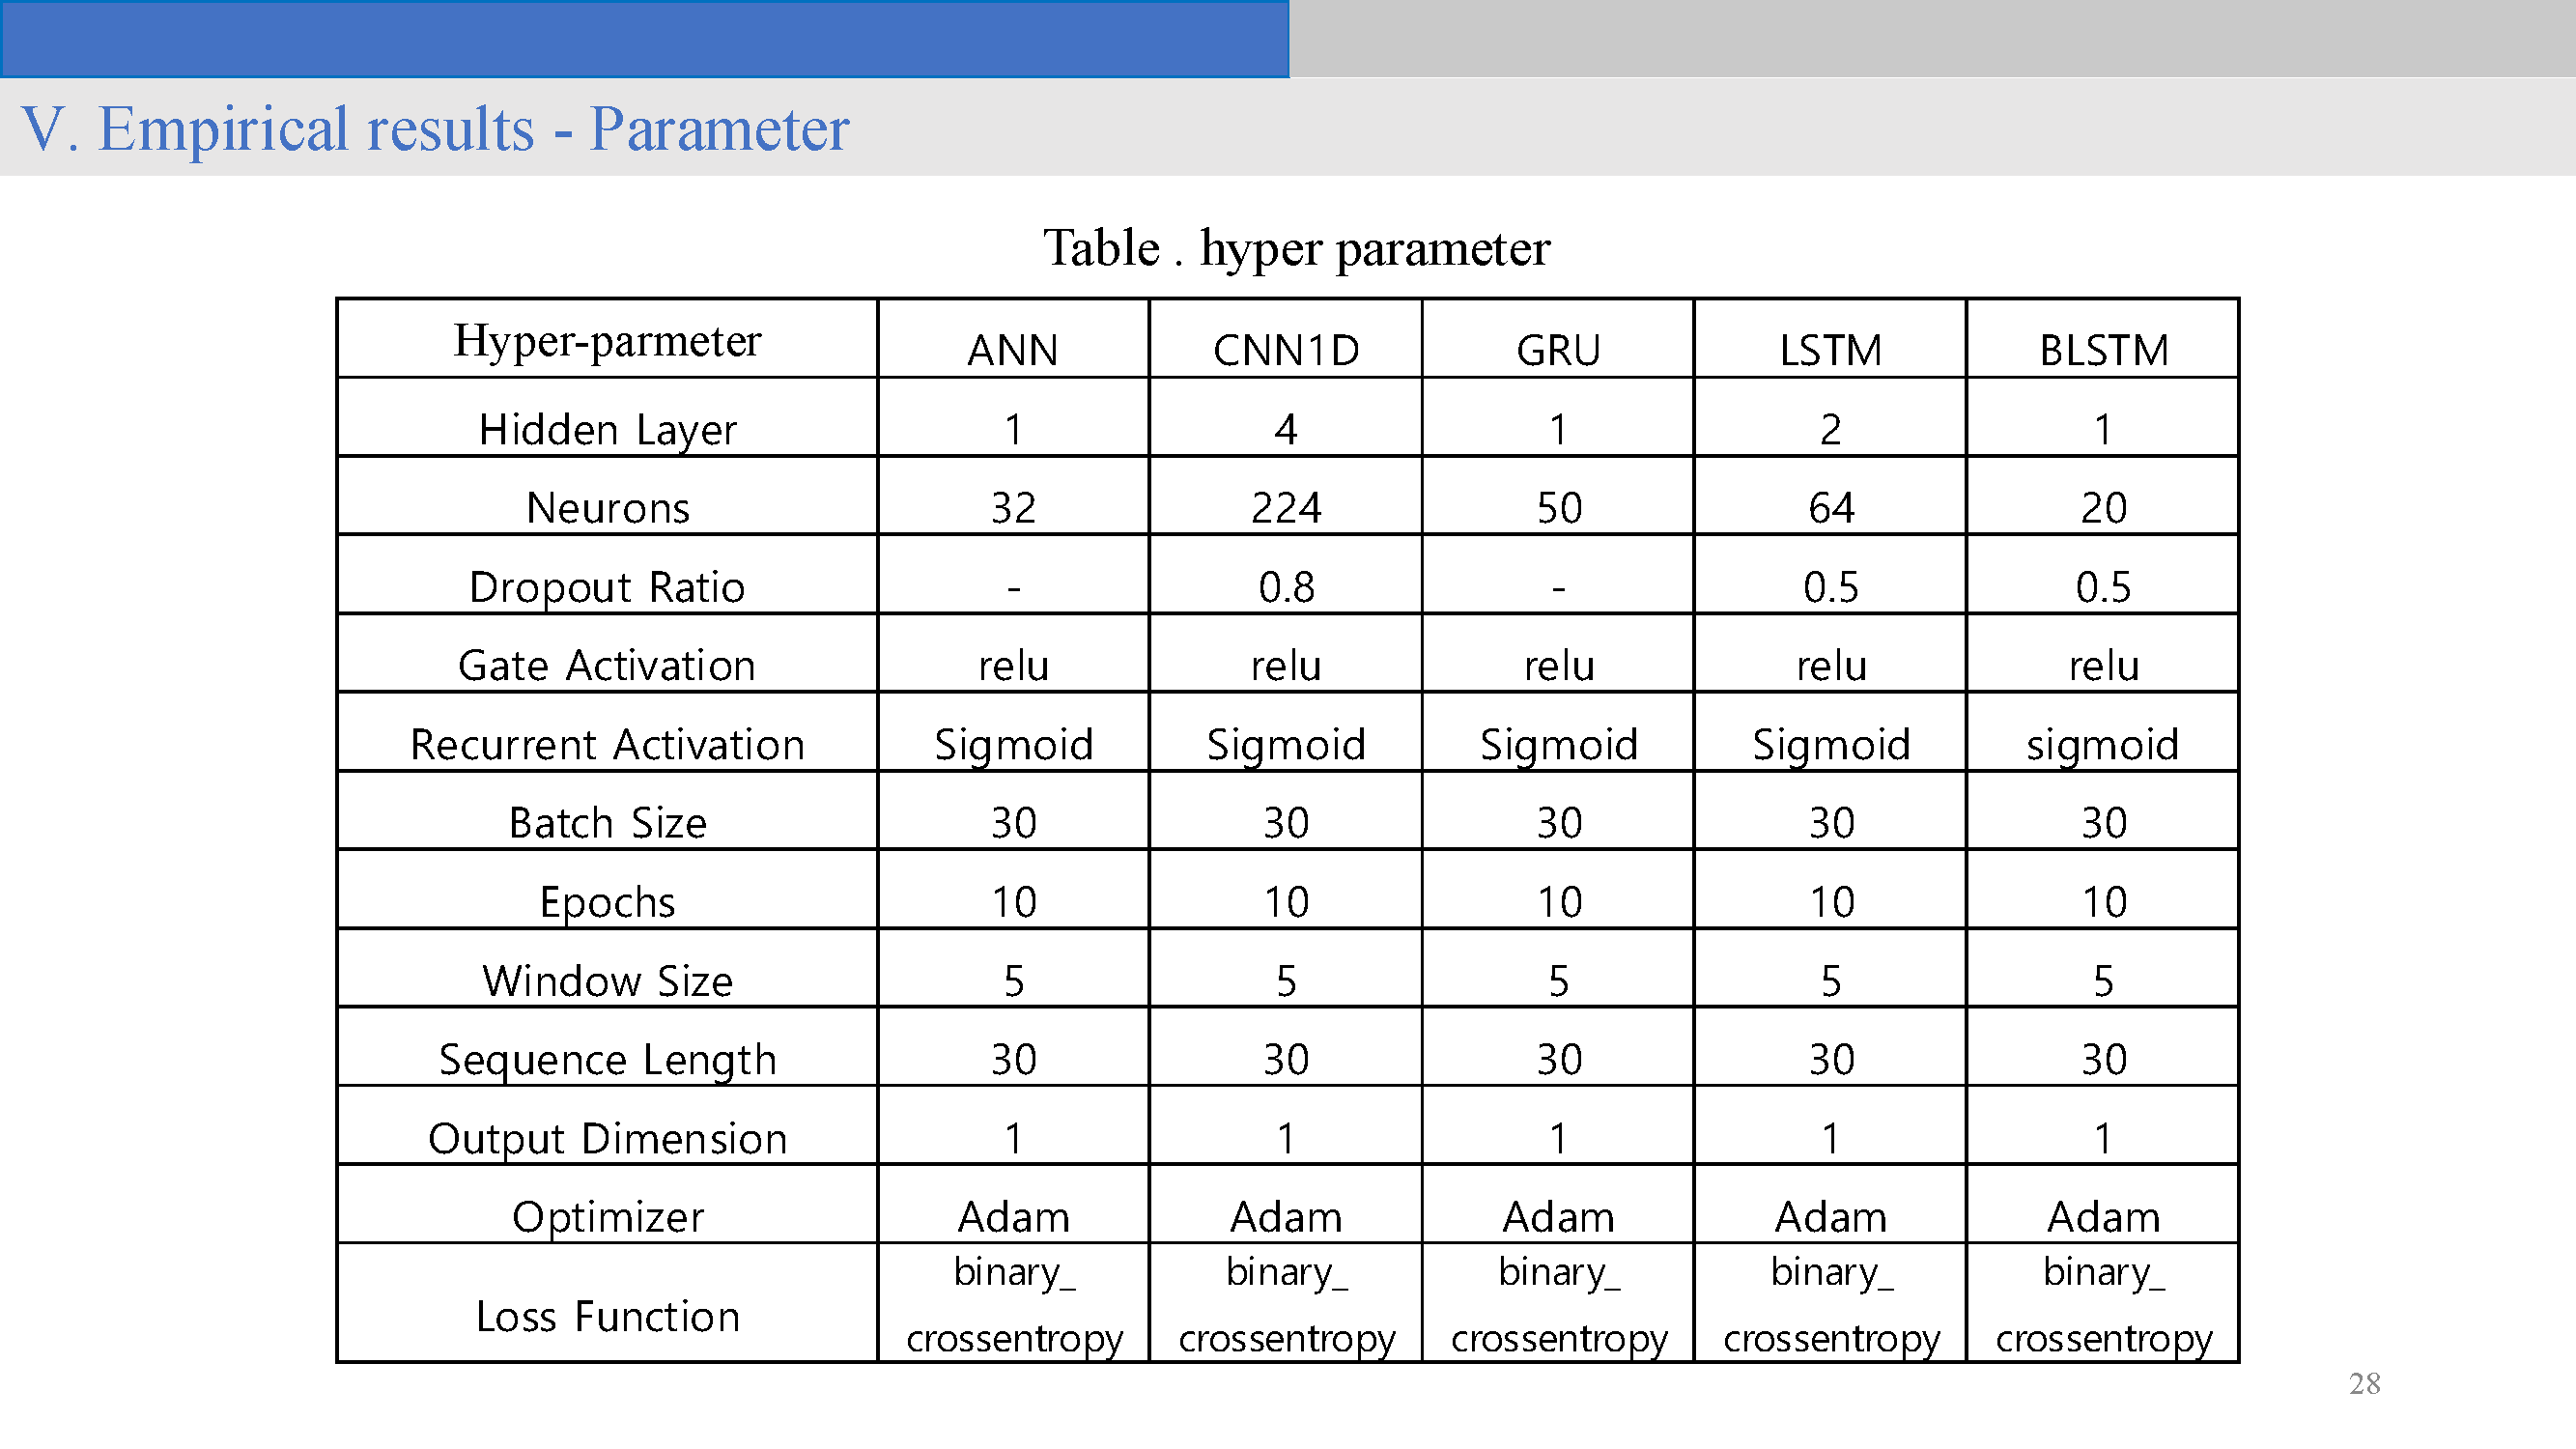 V. Empirical results - Parameter
Table . hyper parameter
Hyper-parmeter ANN CNN1D GRU LSTM BLSTM
Hidden Layer 1 4 1 2 1
Neurons 32 224 50 64 20
Dropout Ratio - 0.8 - 0.5 0.5
Gate Activation relu relu relu relu relu
Recurrent Activation Sigmoid Sigmoid Sigmoid Sigmoid sigmoid
Batch Size 30 30 30 30 30
Epochs 10 10 10 10 10
Window Size 5 5 5 5 5
Sequence Length 30 30 30 30 30
Output Dimension 1 1 1 1 1
Optimizer Adam Adam Adam Adam Adam
binary_ binary_ binary_ binary_ binary_
Loss Function
crossentropy crossentropy crossentropy crossentropy crossentropy
28